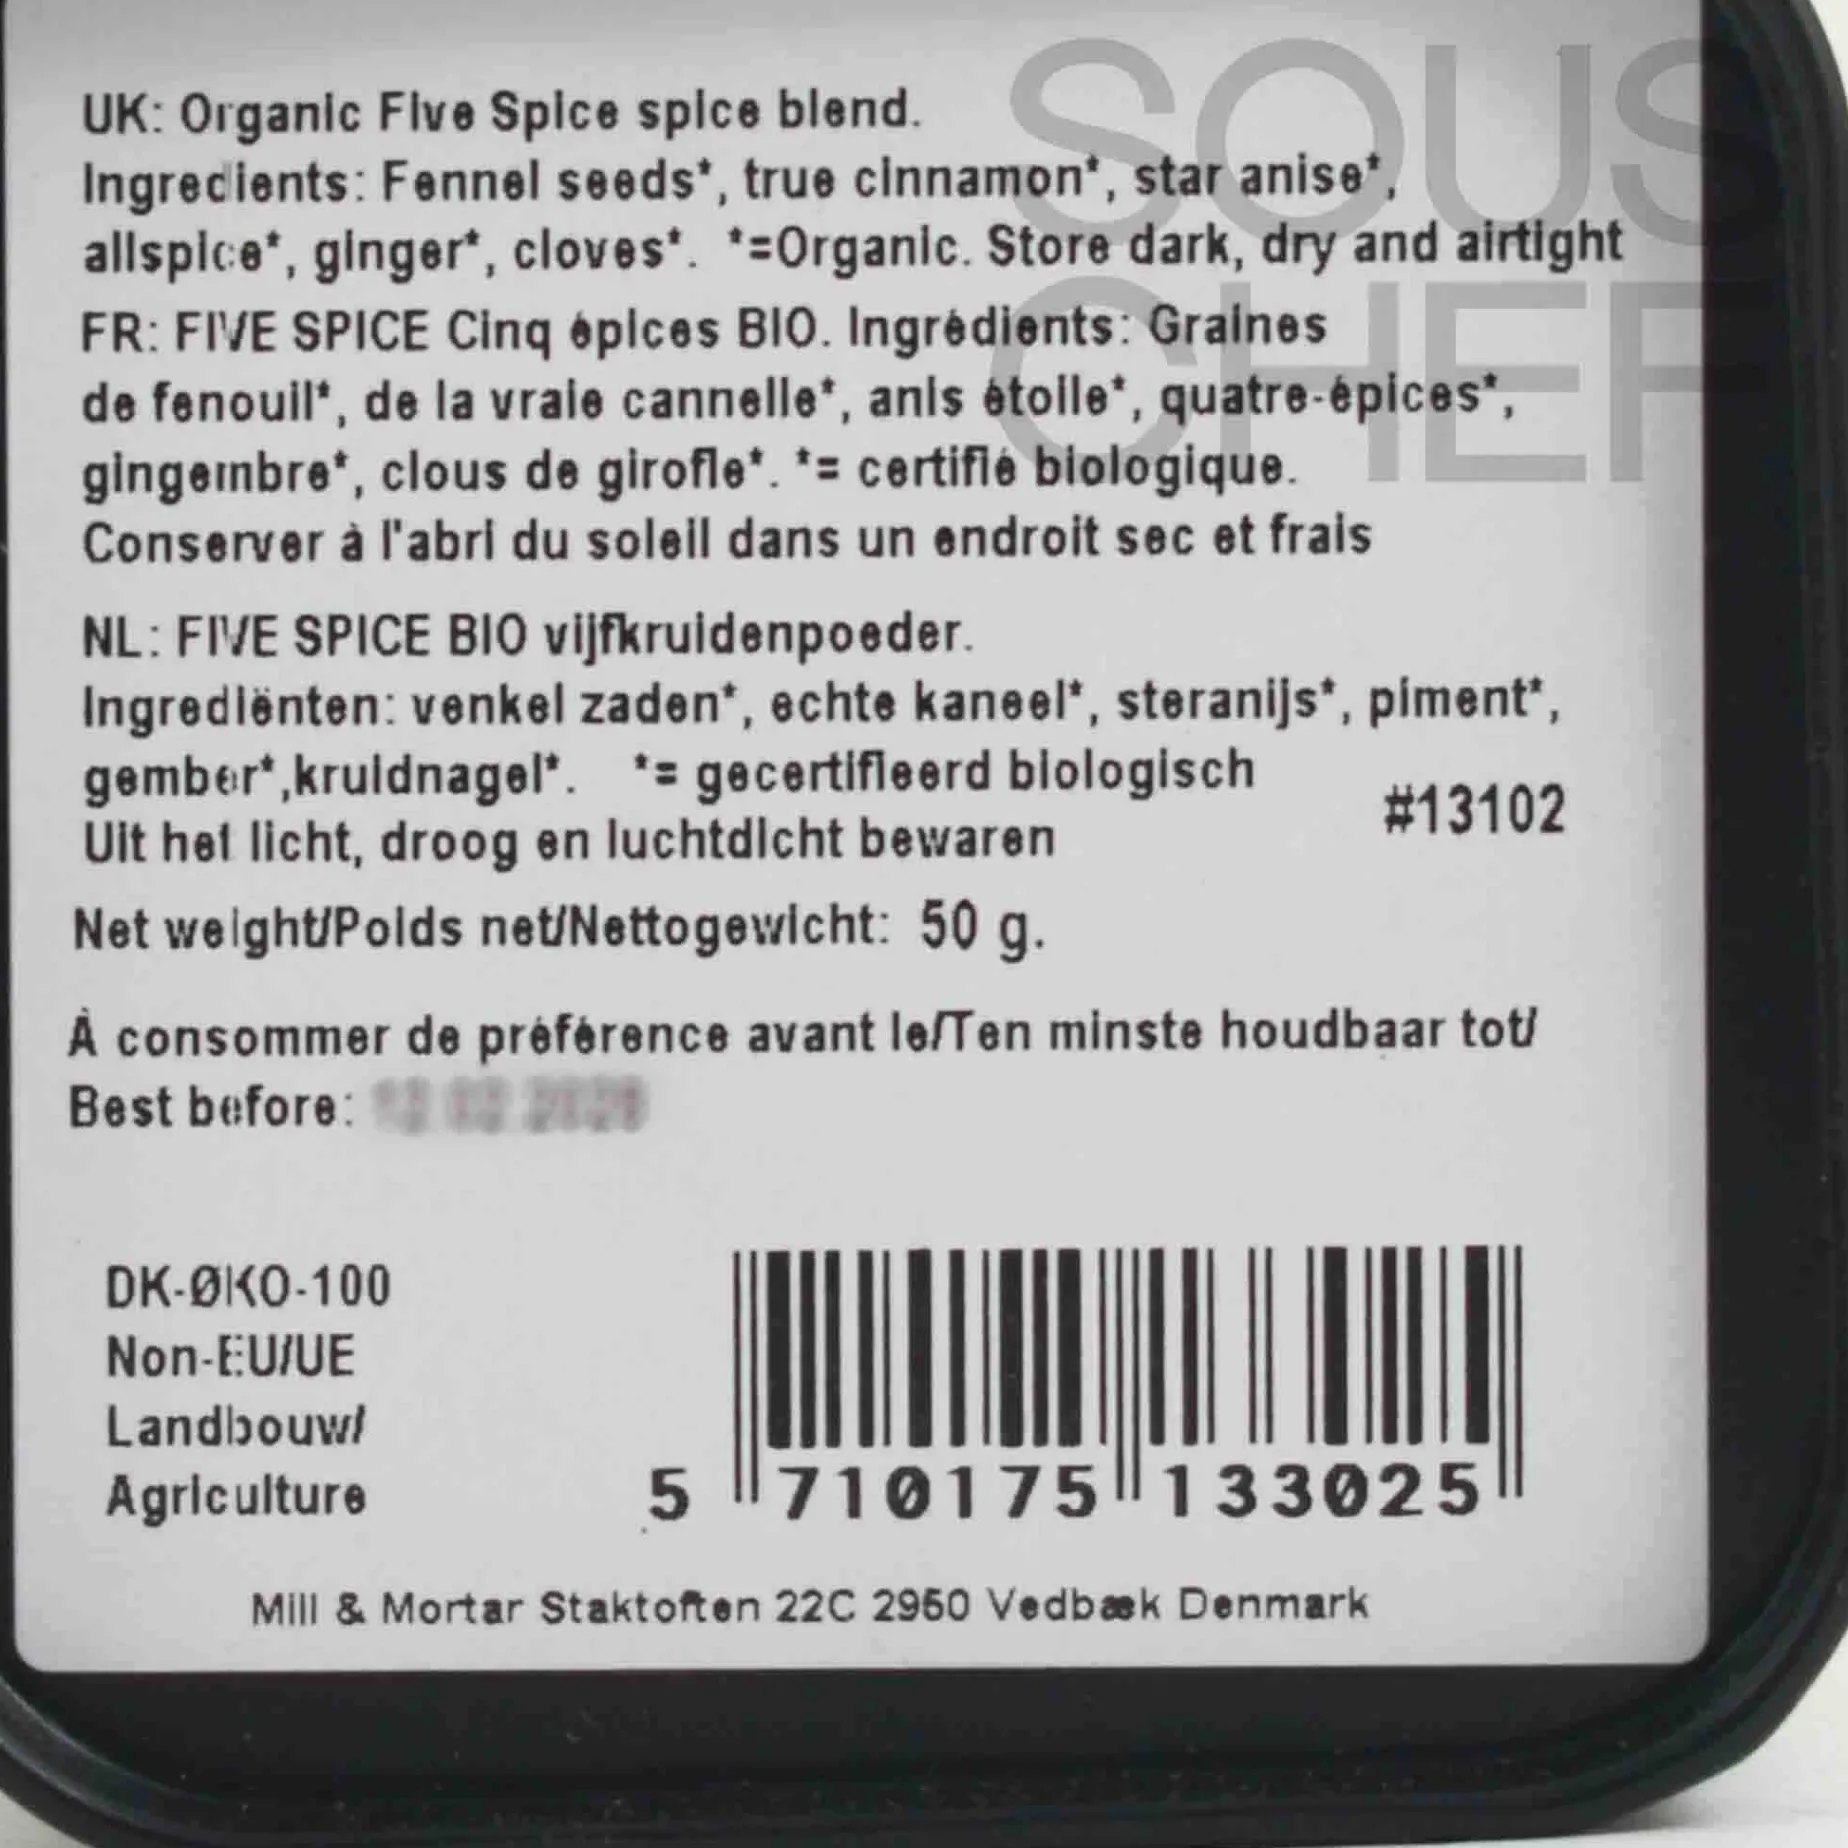 SOUS
CHEF
UK: Organic Five Spice spice blend.
Ingredients: Fennel seeds*, true cinnamon*, star anise*,
allspice*, ginger*, cloves*. *=Organic. Store dark, dry and airtight
FR: FIVE SPICE Cinq épices BIO. Ingrédients: Graines
de fenouil*, de la vraie cannelle*, anis étoile*, quatre-épices*,
gingembre*, clous de girofle*. *= certifié biologique.
Conserver à l'abri du soleil dans un endroit sec et frais
NL: FIVE SPICE BIO vijfkruidenpoeder.
Ingrediënten: venkel zaden*, echte kaneel*, steranijs*, piment*,
gember*,kruidnagel*. *= gecertifieerd biologisch
#13102
Uit het licht, droog en luchtdicht bewaren
Net weight/Poids net/Nettogewicht: 50 g.
À consommer de préférence avant le/Ten minste houdbaar tot/
Best before:
DK-ØKO-100
Non-EU/UE
Landbouw/
Agriculture
5 710175 133025
Mill & Mortar Staktoften 22C 2950 Vedbæk Denmark